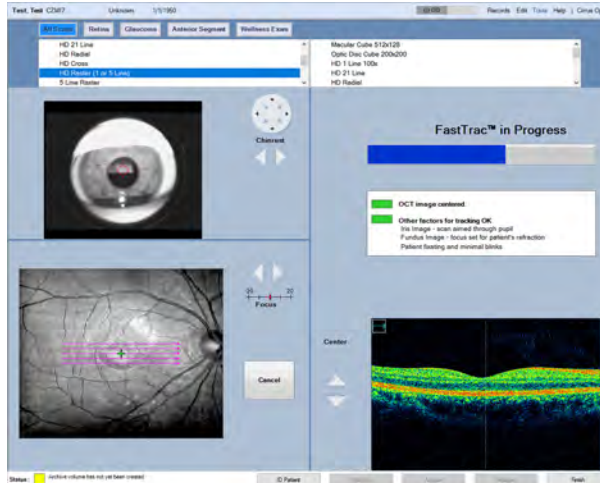 Test, Test CZMI7 Unknown 1/1/1950 Records Edit Tools Help | Cirrus Op
All Exams Retina Glaucoma Anterior Segment Wellness Exam
HD 21 Line
HD Radial
HD Cross
HD Raster (1 or 5 Line)
5 Line Raster
Macular Cube 512x128
Optic Disc Cube 200x200
HD 1 Line 100x
HD 21 Line
HD Radial
Chinrest
FastTrac™ in Progress
OCT image centered
Other factors for tracking OK
Iris Image - scan aimed through pupil
Fundus Image - focus set for patient's refraction
Patient fixating and minimal blinks
Focus
Cancel
Center
Status: Archive volume has not yet been created
ID Patient
Finish